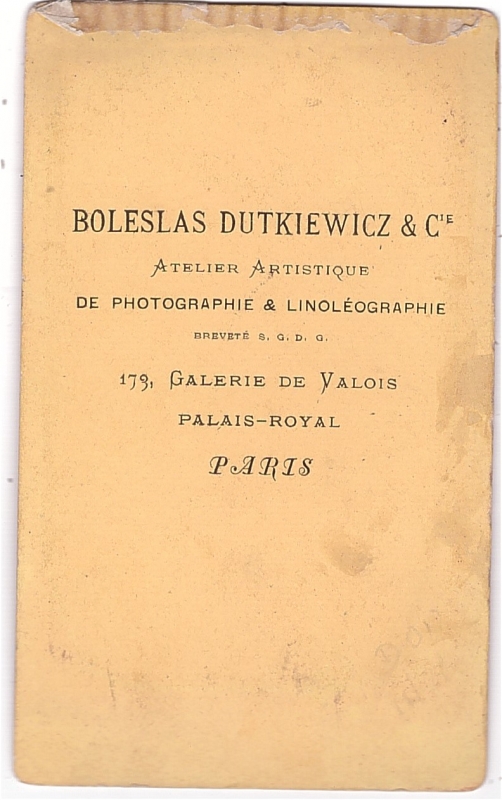 BOLESLAS DUTKIEWICZ & CIE
ATELIER ARTISTIQUE
DE PHOTOGRAPHIE & LINOLÉOGRAPHIE
BREVETÉ S. G. D. G.
173, GALERIE DE VALOIS
PALAIS-ROYAL
PARIS